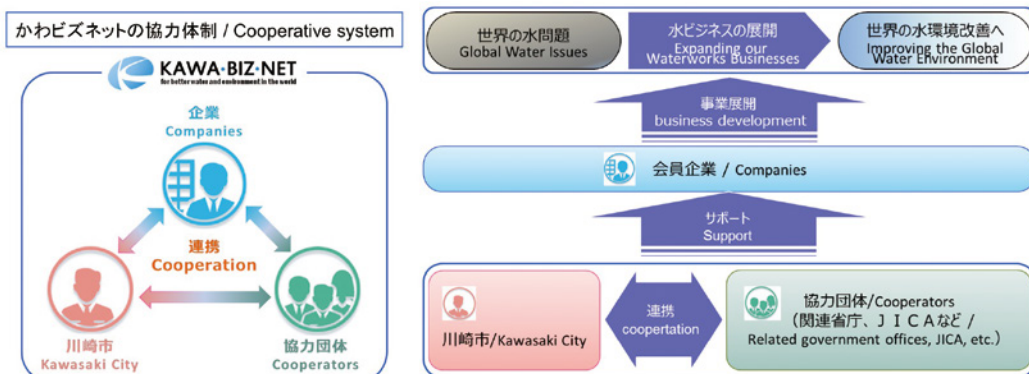 かわビズネットの協力体制 / Cooperative system
KAWA・BIZ・NET
for better water and environment in the world
企業
Companies
連携
Cooperation
川崎市
Kawasaki City
協力団体
Cooperators
世界の水問題
Global Water Issues
水ビジネスの展開
Expanding our
Waterworks Businesses
世界の水環境改善へ
Improving the Global
Water Environment
事業展開
business development
会員企業 / Companies
サポート
Support
川崎市/Kawasaki City
連携
coopertation
協力団体/Cooperators
(関連省庁、ＪＩＣＡなど /
Related government offices, JICA, etc.)